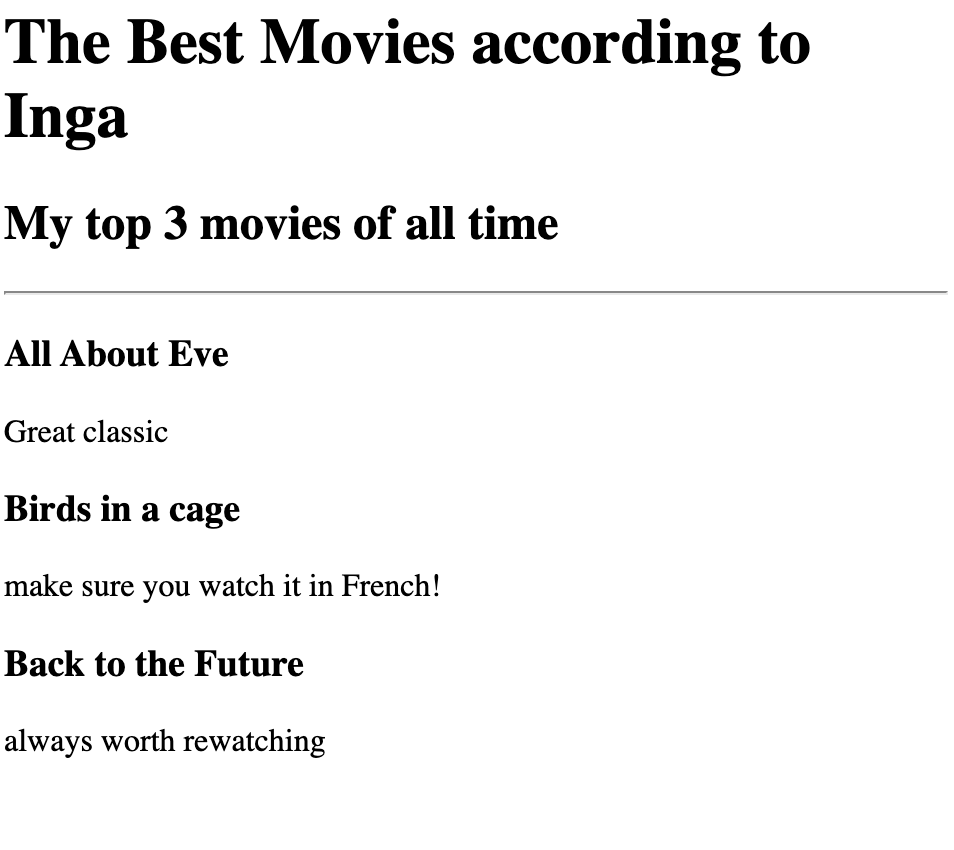 The Best Movies according to
Inga
My top 3 movies of all time
All About Eve
Great classic
Birds in a cage
make sure you watch it in French!
Back to the Future
always worth rewatching